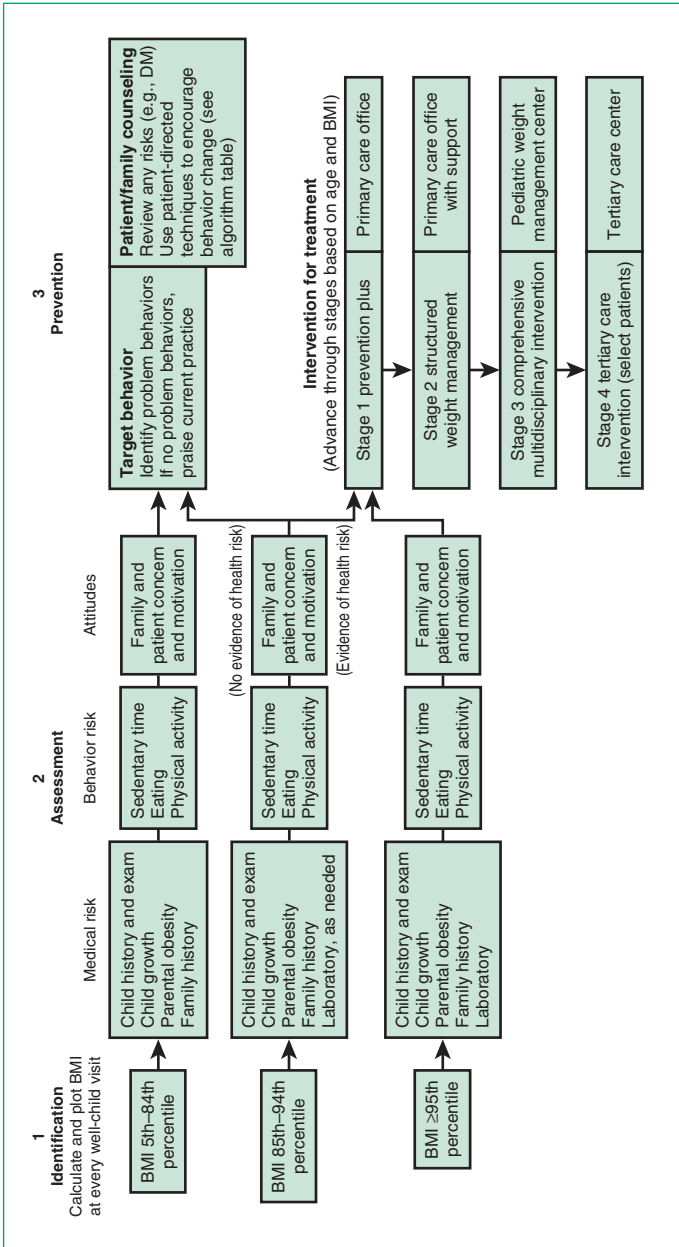 1
Identification
Calculate and plot BMI
at every well-child visit
BMI 5th–84th
percentile
BMI 85th–94th
percentile
BMI ≥95th
percentile
2
Assessment
Medical risk
Behavior risk
Attitudes
Child history and exam
Child growth
Parental obesity
Family history
Sedentary time
Eating
Physical activity
Family and
patient concern
and motivation
Child history and exam
Child growth
Parental obesity
Family history
Laboratory, as needed
Sedentary time
Eating
Physical activity
(No evidence of health risk)
Family and
patient concern
and motivation
(Evidence of health risk)
Child history and exam
Child growth
Parental obesity
Family history
Laboratory
Sedentary time
Eating
Physical activity
Family and
patient concern
and motivation
3
Prevention
Target behavior
Identify problem behaviors
If no problem behaviors,
praise current practice
Patient/family counseling
Review any risks (e.g., DM)
Use patient-directed
techniques to encourage
behavior change (see
algorithm table)
Intervention for treatment
(Advance through stages based on age and BMI)
Stage 1 prevention plus
Primary care office
Stage 2 structured
weight management
Primary care office
with support
Stage 3 comprehensive
multidisciplinary intervention
Pediatric weight
management center
Stage 4 tertiary care
intervention (select patients)
Tertiary care center